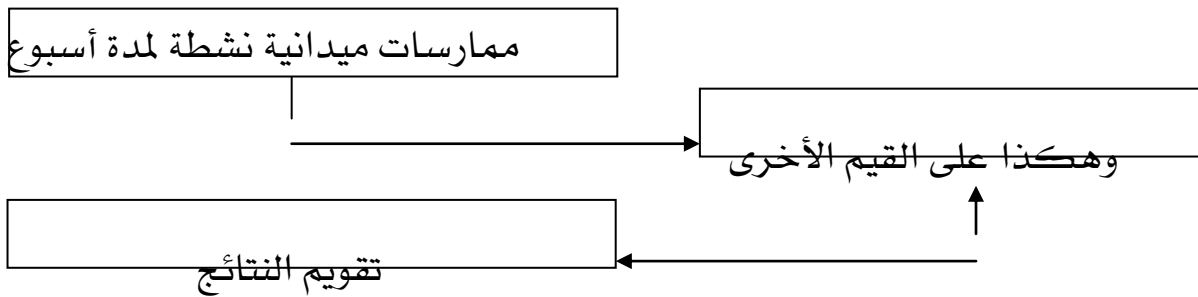 ممارسات ميدانية نشطة لمدة أسبوع
وهكذا على القيم الأخرى
تقويم النتائج